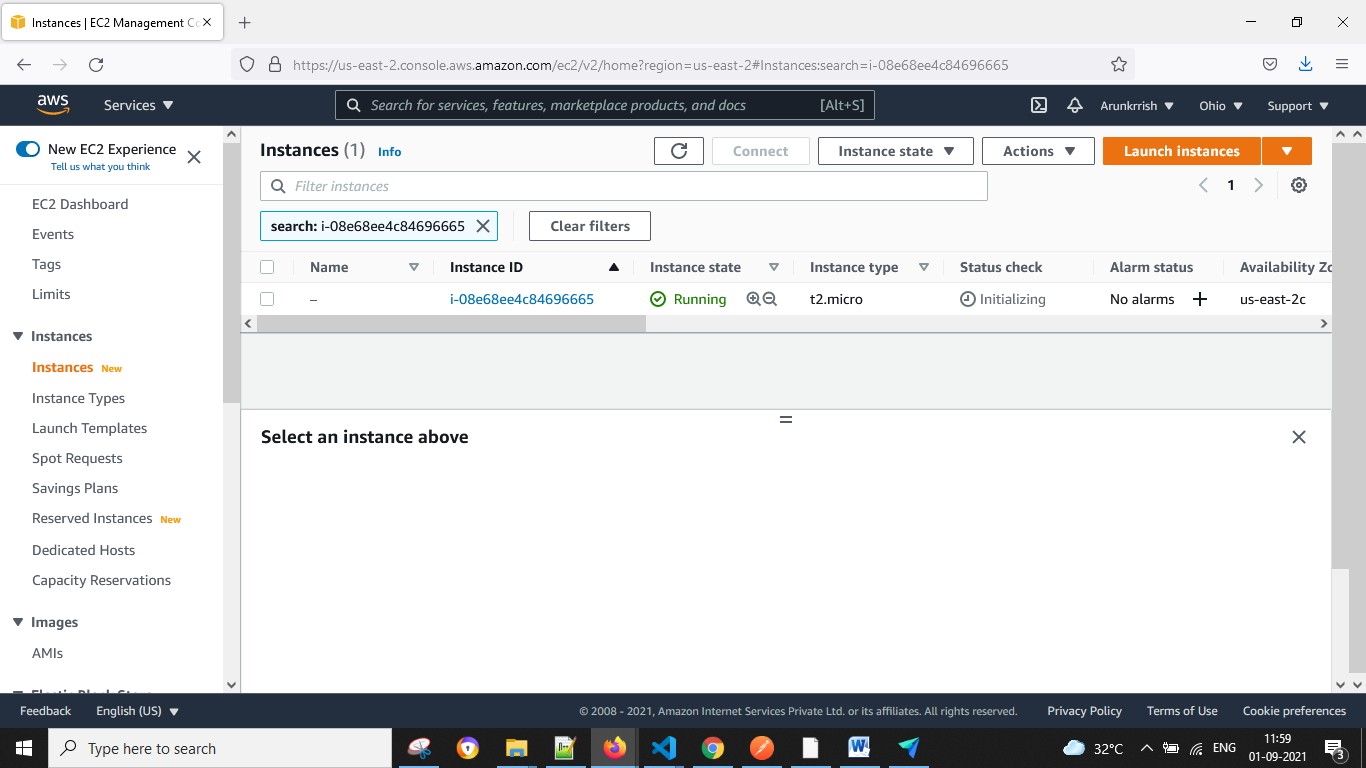 Instances | EC2 Management Co
https://us-east-2.console.aws.amazon.com/ec2/v2/home?region=us-east-2#Instances:search=i-08e68ee4c84696665
aws Services Search for services, features, marketplace products, and docs [Alt+S] Arunkrrish Ohio Support
New EC2 Experience
Tell us what you think
EC2 Dashboard
Events
Tags
Limits
Instances
Instances New
Instance Types
Launch Templates
Spot Requests
Savings Plans
Reserved Instances New
Dedicated Hosts
Capacity Reservations
Images
AMIs
Elastic Block Store
Instances (1) Info Connect Instance state Actions Launch instances
Filter instances 1
search: i-08e68ee4c84696665 Clear filters
Name Instance ID Instance state Instance type Status check Alarm status Availability Zo
– i-08e68ee4c84696665 Running t2.micro Initializing No alarms us-east-2c
Select an instance above
Feedback English (US) © 2008 - 2021, Amazon Internet Services Private Ltd. or its affiliates. All rights reserved. Privacy Policy Terms of Use Cookie preferences
Type here to search 32°C ENG 11:59
01-09-2021 3